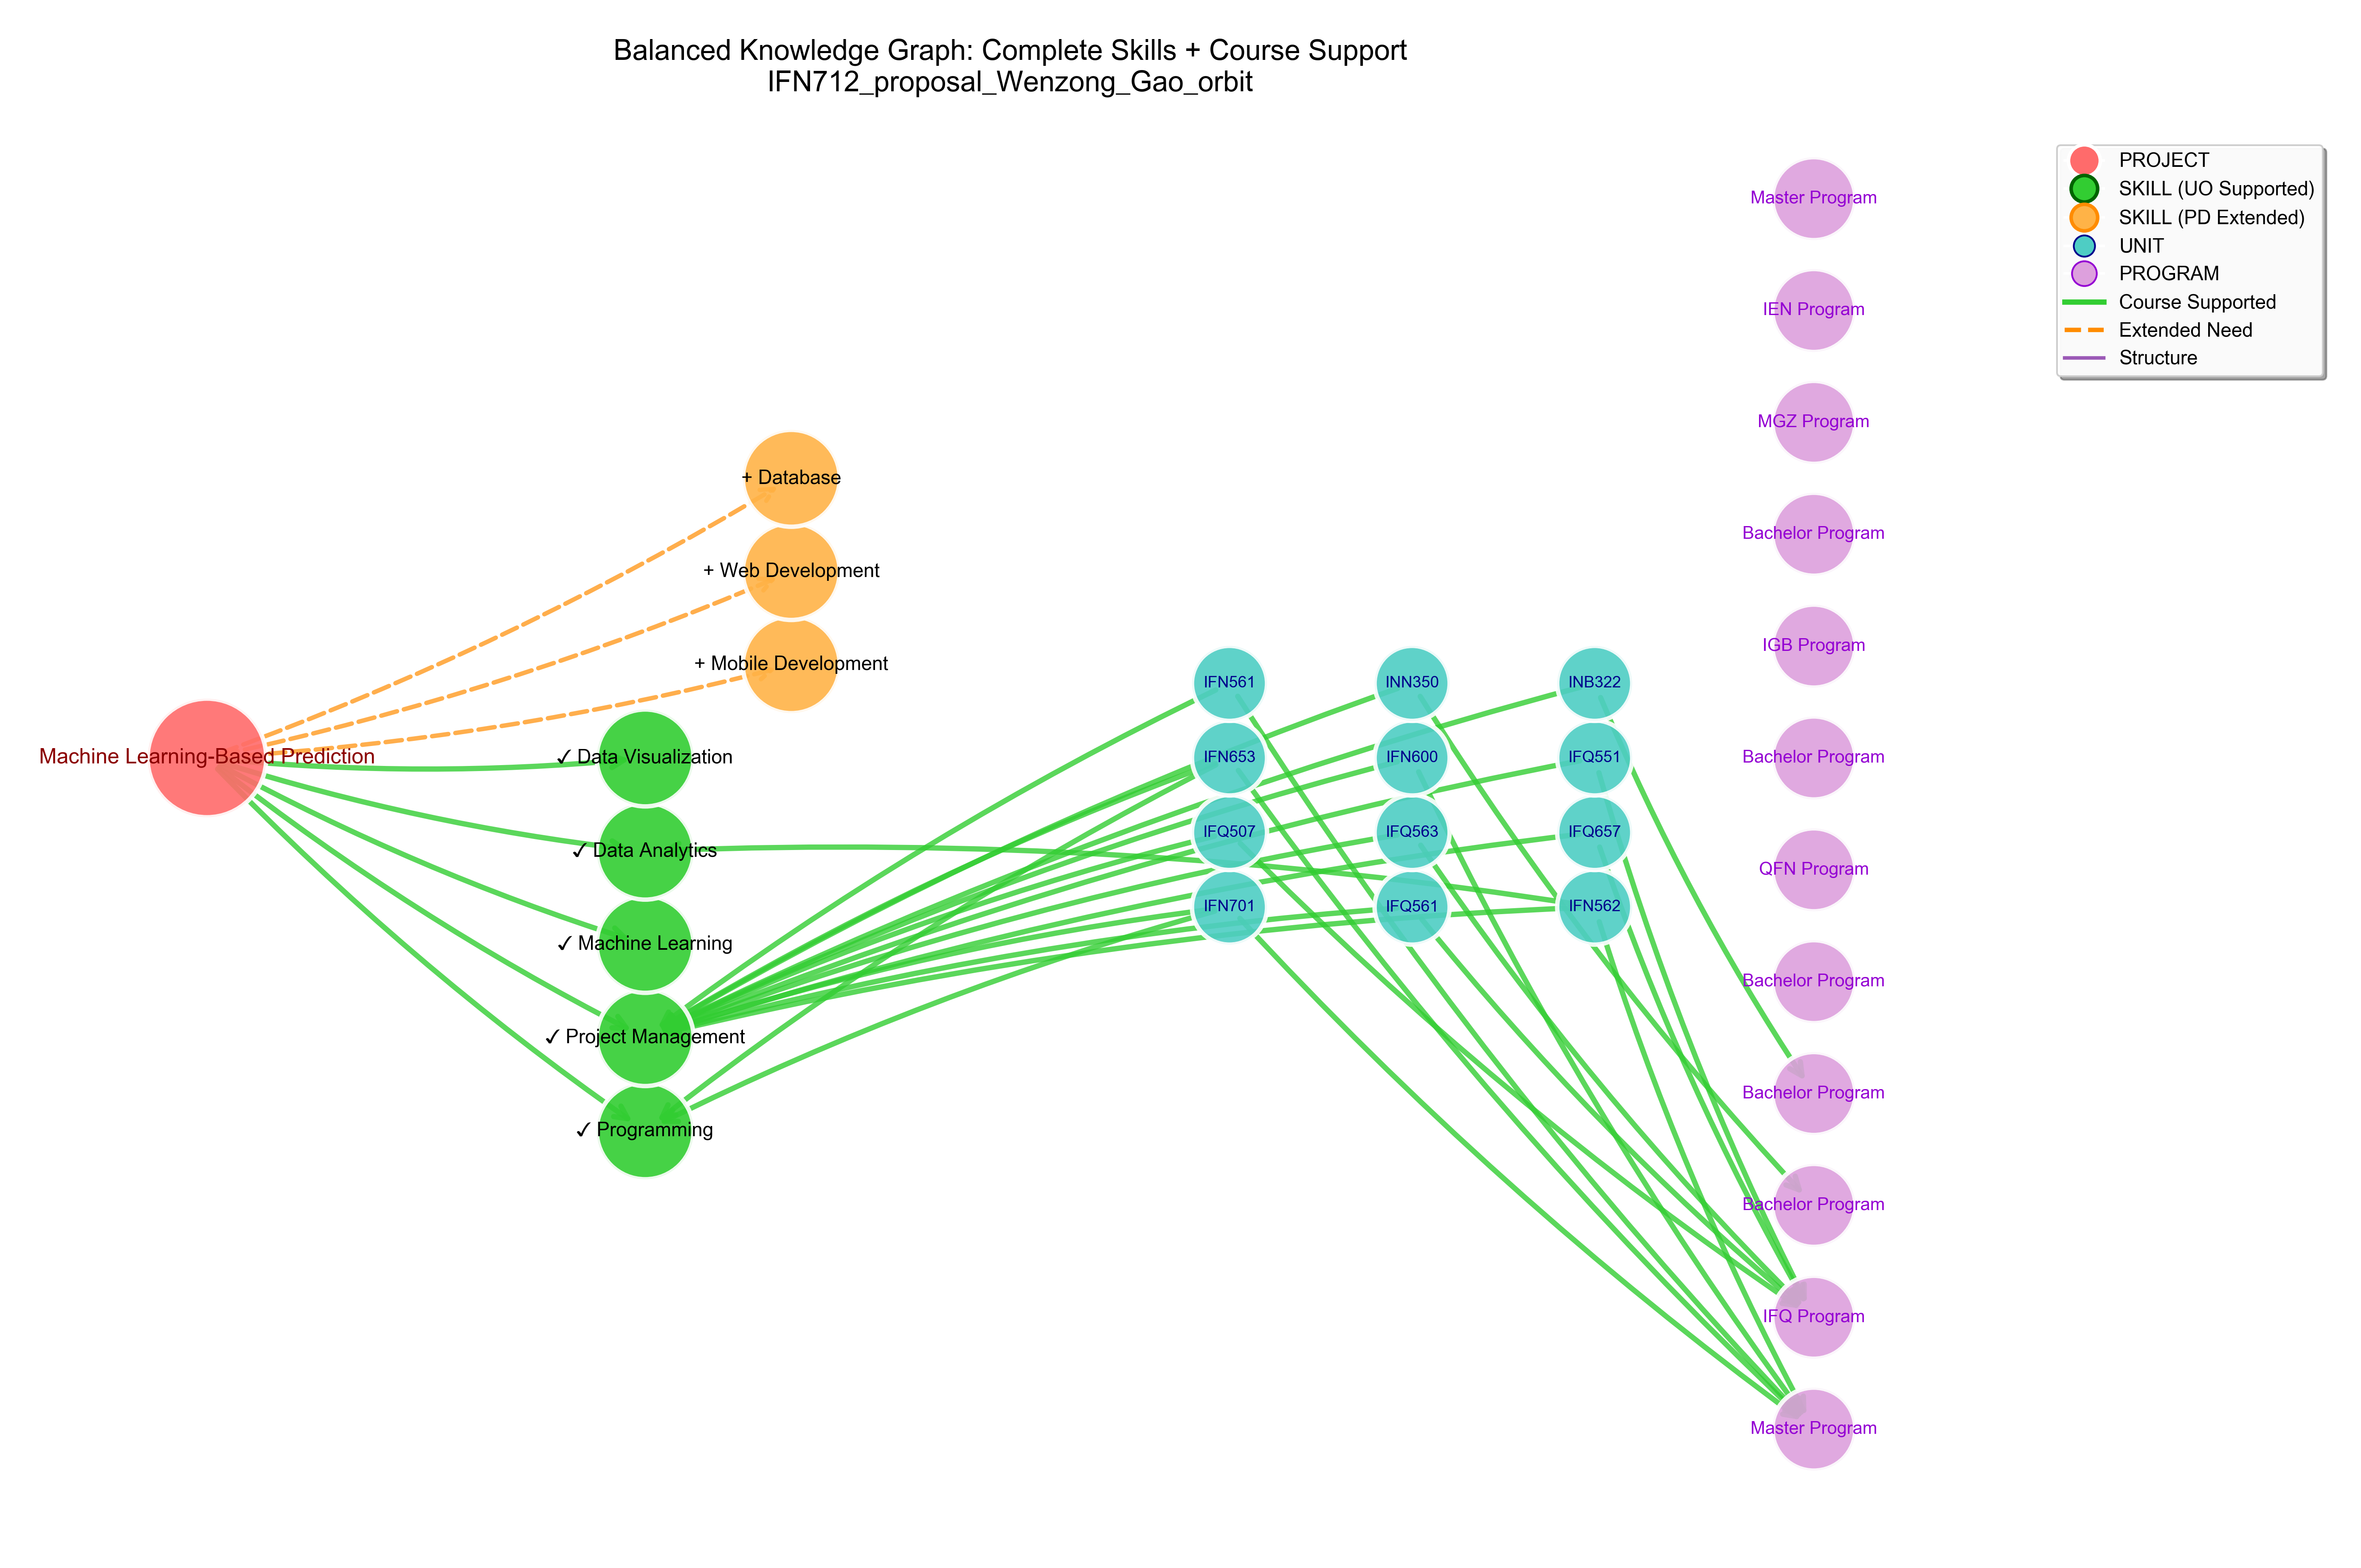 Balanced Knowledge Graph: Complete Skills + Course Support
IFN712_proposal_Wenzong_Gao_orbit
PROJECT
SKILL (UO Supported)
SKILL (PD Extended)
UNIT
PROGRAM
Course Supported
Extended Need
Structure
Machine Learning-Based Prediction
+ Database
+ Web Development
+ Mobile Development
✓ Data Visualization
✓ Data Analytics
✓ Machine Learning
✓ Project Management
✓ Programming
IFN561
INN350
INB322
IFN653
IFN600
IFQ551
IFQ507
IFQ563
IFQ657
IFN701
IFQ561
IFN562
Master Program
IEN Program
MGZ Program
Bachelor Program
IGB Program
Bachelor Program
QFN Program
Bachelor Program
Bachelor Program
Bachelor Program
IFQ Program
Master Program